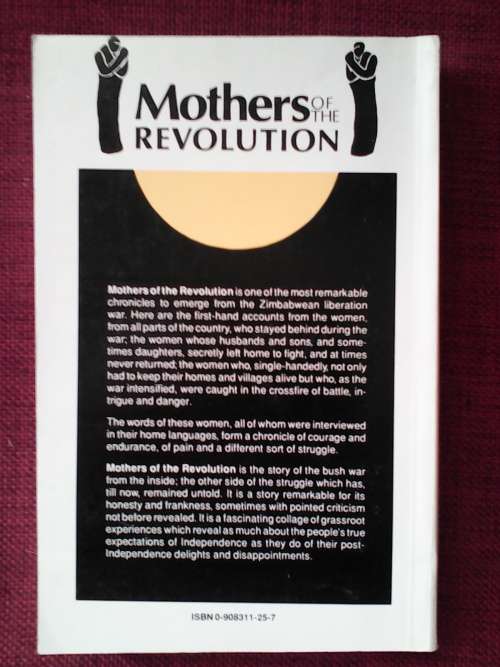 Mothers OF THE
REVOLUTION
Mothers of the Revolution is one of the most remarkable
chronicles to emerge from the Zimbabwean liberation
war. Here are the first-hand accounts from the women,
from all parts of the country, who stayed behind during the
war; the women whose husbands and sons, and some-
times daughters, secretly left home to fight, and at times
never returned; the women who, single-handedly, not only
had to keep their homes and villages alive but who, as the
war intensified, were caught in the crossfire of battle, in-
trigue and danger.
The words of these women, all of whom were interviewed
in their home languages, form a chronicle of courage and
endurance, of pain and a different sort of struggle.
Mothers of the Revolution is the story of the bush war
from the inside; the other side of the struggle which has,
till now, remained untold. It is a story remarkable for its
honesty and frankness, sometimes with pointed criticism
not before revealed. It is a fascinating collage of grassroot
experiences which reveal as much about the people's true
expectations of Independence as they do of their post-
Independence delights and disappointments.
ISBN 0-908311-25-7